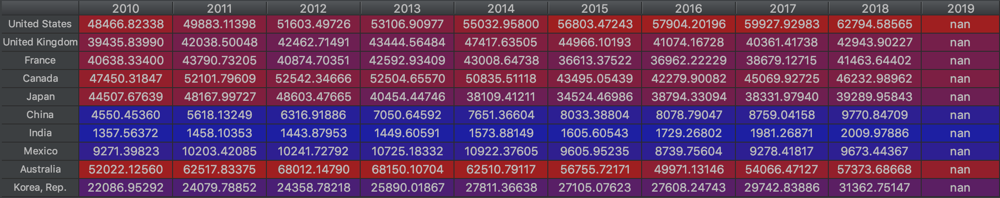 2010 2011 2012 2013 2014 2015 2016 2017 2018 2019
United States 48466.82338 49883.11398 51603.49726 53106.90977 55032.95800 56803.47243 57904.20196 59927.92983 62794.58565 nan
United Kingdom 39435.83990 42038.50048 42462.71491 43444.56484 47417.63505 44966.10193 41074.16728 40361.41738 42943.90227 nan
France 40638.33400 43790.73205 40874.70351 42592.93409 43008.64738 36613.37522 36962.22229 38679.12715 41463.64402 nan
Canada 47450.31847 52101.79609 52542.34666 52504.65570 50835.51118 43495.05439 42279.90082 45069.92725 46232.98962 nan
Japan 44507.67639 48167.99727 48603.47665 40454.44746 38109.41211 34524.46986 38794.33094 38331.97940 39289.95843 nan
China 4550.45360 5618.13249 6316.91886 7050.64592 7651.36604 8033.38804 8078.79047 8759.04158 9770.84709 nan
India 1357.56372 1458.10353 1443.87953 1449.60591 1573.88149 1605.60543 1729.26802 1981.26871 2009.97886 nan
Mexico 9271.39823 10203.42085 10241.72792 10725.18332 10922.37605 9605.95235 8739.75604 9278.41817 9673.44367 nan
Australia 52022.12560 62517.83375 68012.14790 68150.10704 62510.79117 56755.72171 49971.13146 54066.47127 57373.68668 nan
Korea, Rep. 22086.95292 24079.78852 24358.78218 25890.01867 27811.36638 27105.07623 27608.24743 29742.83886 31362.75147 nan